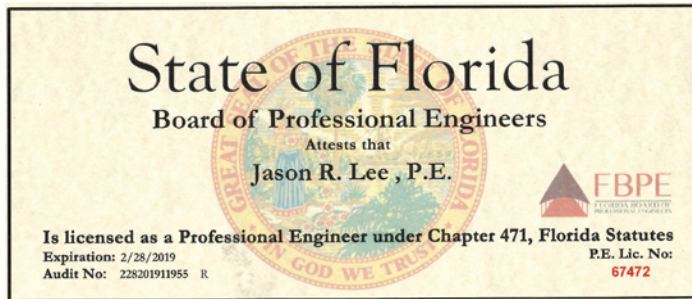 GREAT SEAL OF THE STATE OF FLORIDA
State of Florida
Board of Professional Engineers
Attests that
Jason R. Lee , P.E.
FBPE
FLORIDA BOARD OF
PROFESSIONAL ENGINEERS
IN GOD WE TRUST
Is licensed as a Professional Engineer under Chapter 471, Florida Statutes
Expiration: 2/28/2019
P.E. Lic. No:
Audit No: 228201911955 R
67472